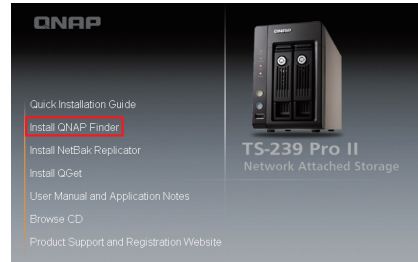 QNAP
Quick Installation Guide
Install QNAP Finder
Install NetBak Replicator
TS-239 Pro II
Network Attached Storage
Install QGet
User Manual and Application Notes
Browse CD
Product Support and Registration Website